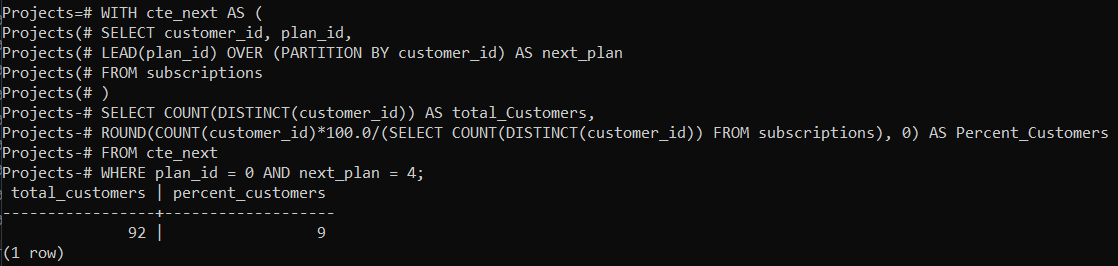 Projects=# WITH cte_next AS (
Projects(# SELECT customer_id, plan_id,
Projects(# LEAD(plan_id) OVER (PARTITION BY customer_id) AS next_plan
Projects(# FROM subscriptions
Projects(# )
Projects-# SELECT COUNT(DISTINCT(customer_id)) AS total_Customers,
Projects-# ROUND(COUNT(customer_id)*100.0/(SELECT COUNT(DISTINCT(customer_id)) FROM subscriptions), 0) AS Percent_Customers
Projects-# FROM cte_next
Projects-# WHERE plan_id = 0 AND next_plan = 4;
 total_customers | percent_customers
-----------------+-------------------
              92 |                 9
(1 row)